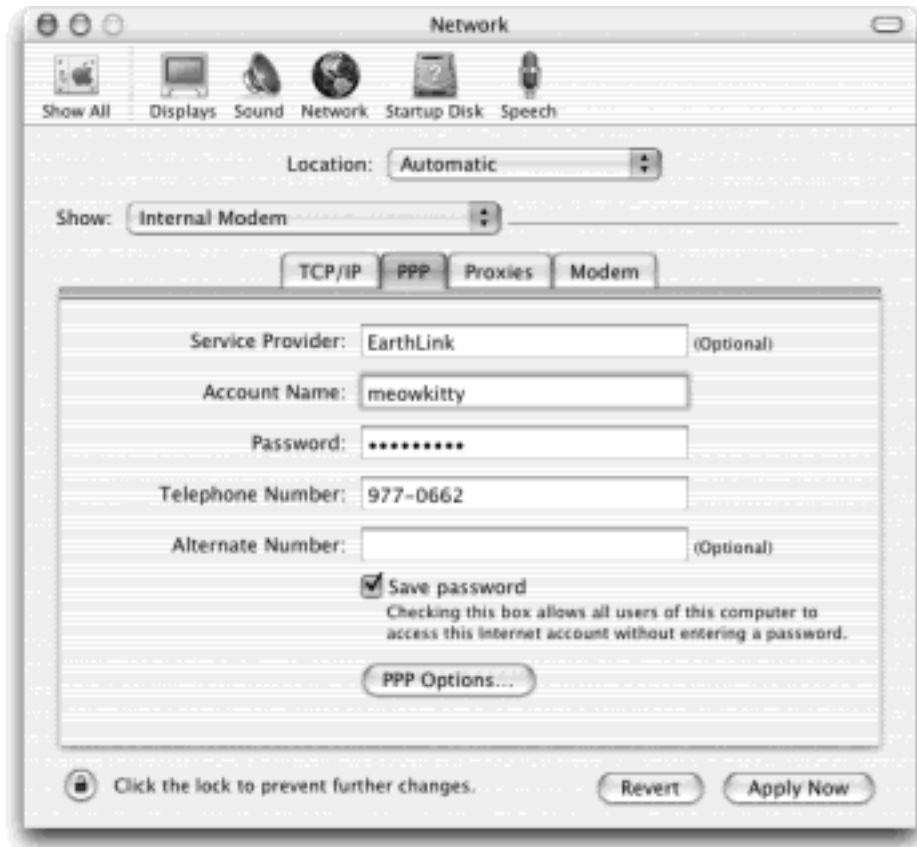 Network
Show All Displays Sound Network Startup Disk Speech
Location: Automatic
Show: Internal Modem
TCP/IP PPP Proxies Modem
Service Provider: EarthLink (Optional)
Account Name: meowkitty
Password: •••••••••
Telephone Number: 977-0662
Alternate Number: (Optional)
Save password
Checking this box allows all users of this computer to
access this Internet account without entering a password.
PPP Options...
Click the lock to prevent further changes. Revert Apply Now